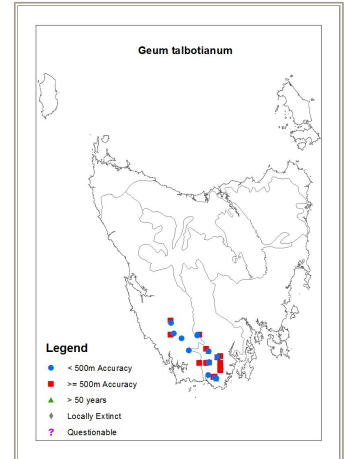 Geum talbotianum
Legend
< 500m Accuracy
>= 500m Accuracy
> 50 years
Locally Extinct
? Questionable